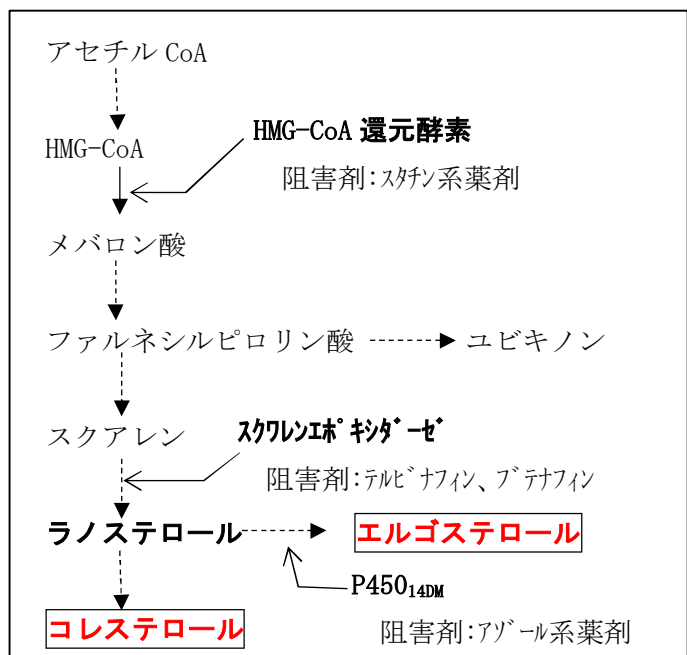 アセチル CoA
HMG-CoA 還元酵素
HMG-CoA
阻害剤：スタチン系薬剤
メバロン酸
ファルネシルピロリン酸 ユビキノン
スクアレン スクワレンエポキシダーゼ
阻害剤：テルビナフィン、ブテナフィン
ラノステロール エルゴステロール
P450₁₄DM
コレステロール
阻害剤：アゾール系薬剤